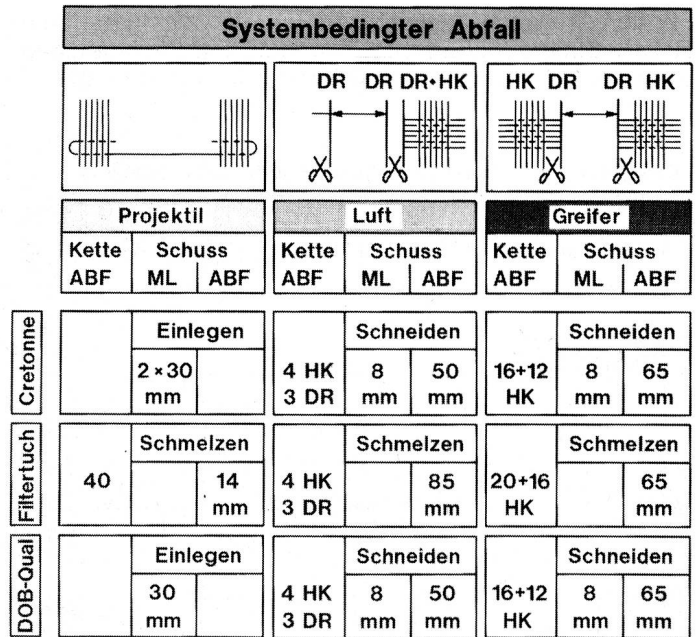 Systembedingter Abfall
DR DR DR•HK
HK DR DR HK
Projektil Luft Greifer
Kette Schuss Kette Schuss Kette Schuss
ABF ML ABF ABF ML ABF ABF ML ABF
Cretonne
Einlegen Schneiden Schneiden
2 × 30 4 HK 8 50 16+12 8 65
mm 3 DR mm mm HK mm mm
Filtertuch
Schmelzen Schmelzen Schmelzen
40 14 4 HK 85 20+16 65
mm 3 DR mm HK mm
DOB-Qual
Einlegen Schneiden Schneiden
30 4 HK 8 50 16+12 8 65
mm 3 DR mm mm HK mm mm